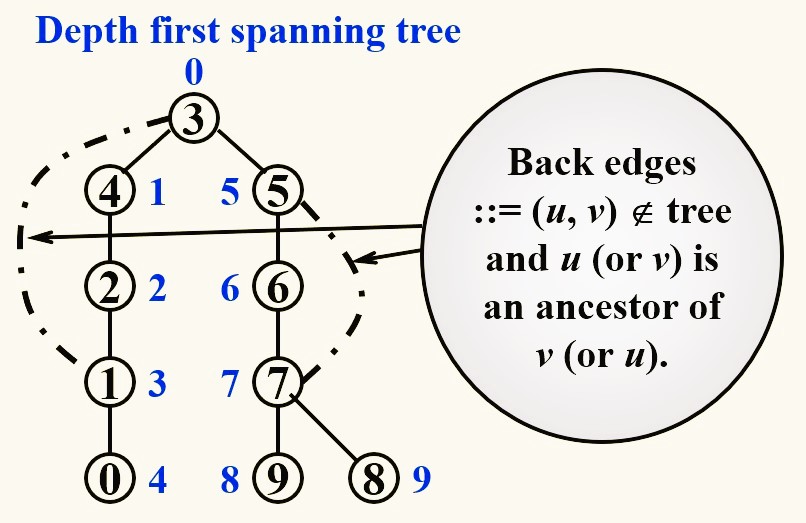 Depth first spanning tree
0
3
4 1 5 5
2 2 6 6
1 3 7 7
0 4 8 9 8 9
Back edges
::= (u, v) ∉ tree
and u (or v) is
an ancestor of
v (or u).